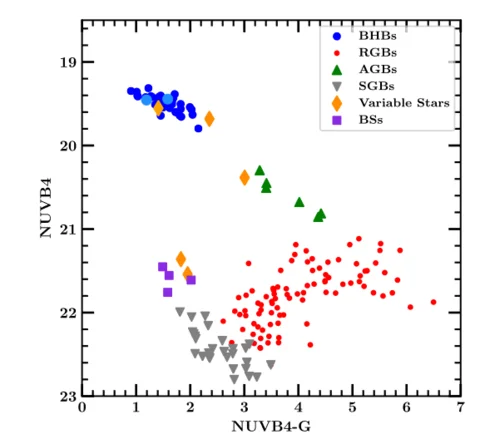 BHBs
RGBs
AGBs
SGBs
Variable Stars
BSs
19
20
21
22
23
NUVB4
0 1 2 3 4 5 6 7
NUVB4-G